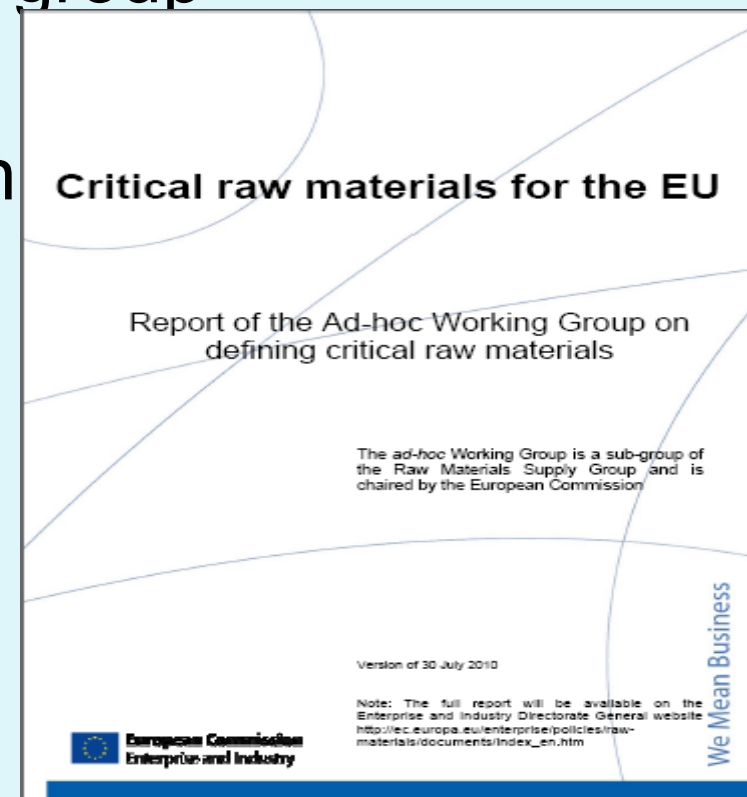 group
n
Critical raw materials for the EU
Report of the Ad-hoc Working Group on
defining critical raw materials
The ad-hoc Working Group is a sub-group of
the Raw Materials Supply Group and is
chaired by the European Commission
Version of 30 July 2010
Note: The full report will be available on the
Enterprise and Industry Directorate General website
http://ec.europa.eu/enterprise/policies/raw-
materials/documents/index_en.htm
European Commission
Enterprise and Industry
We Mean Business